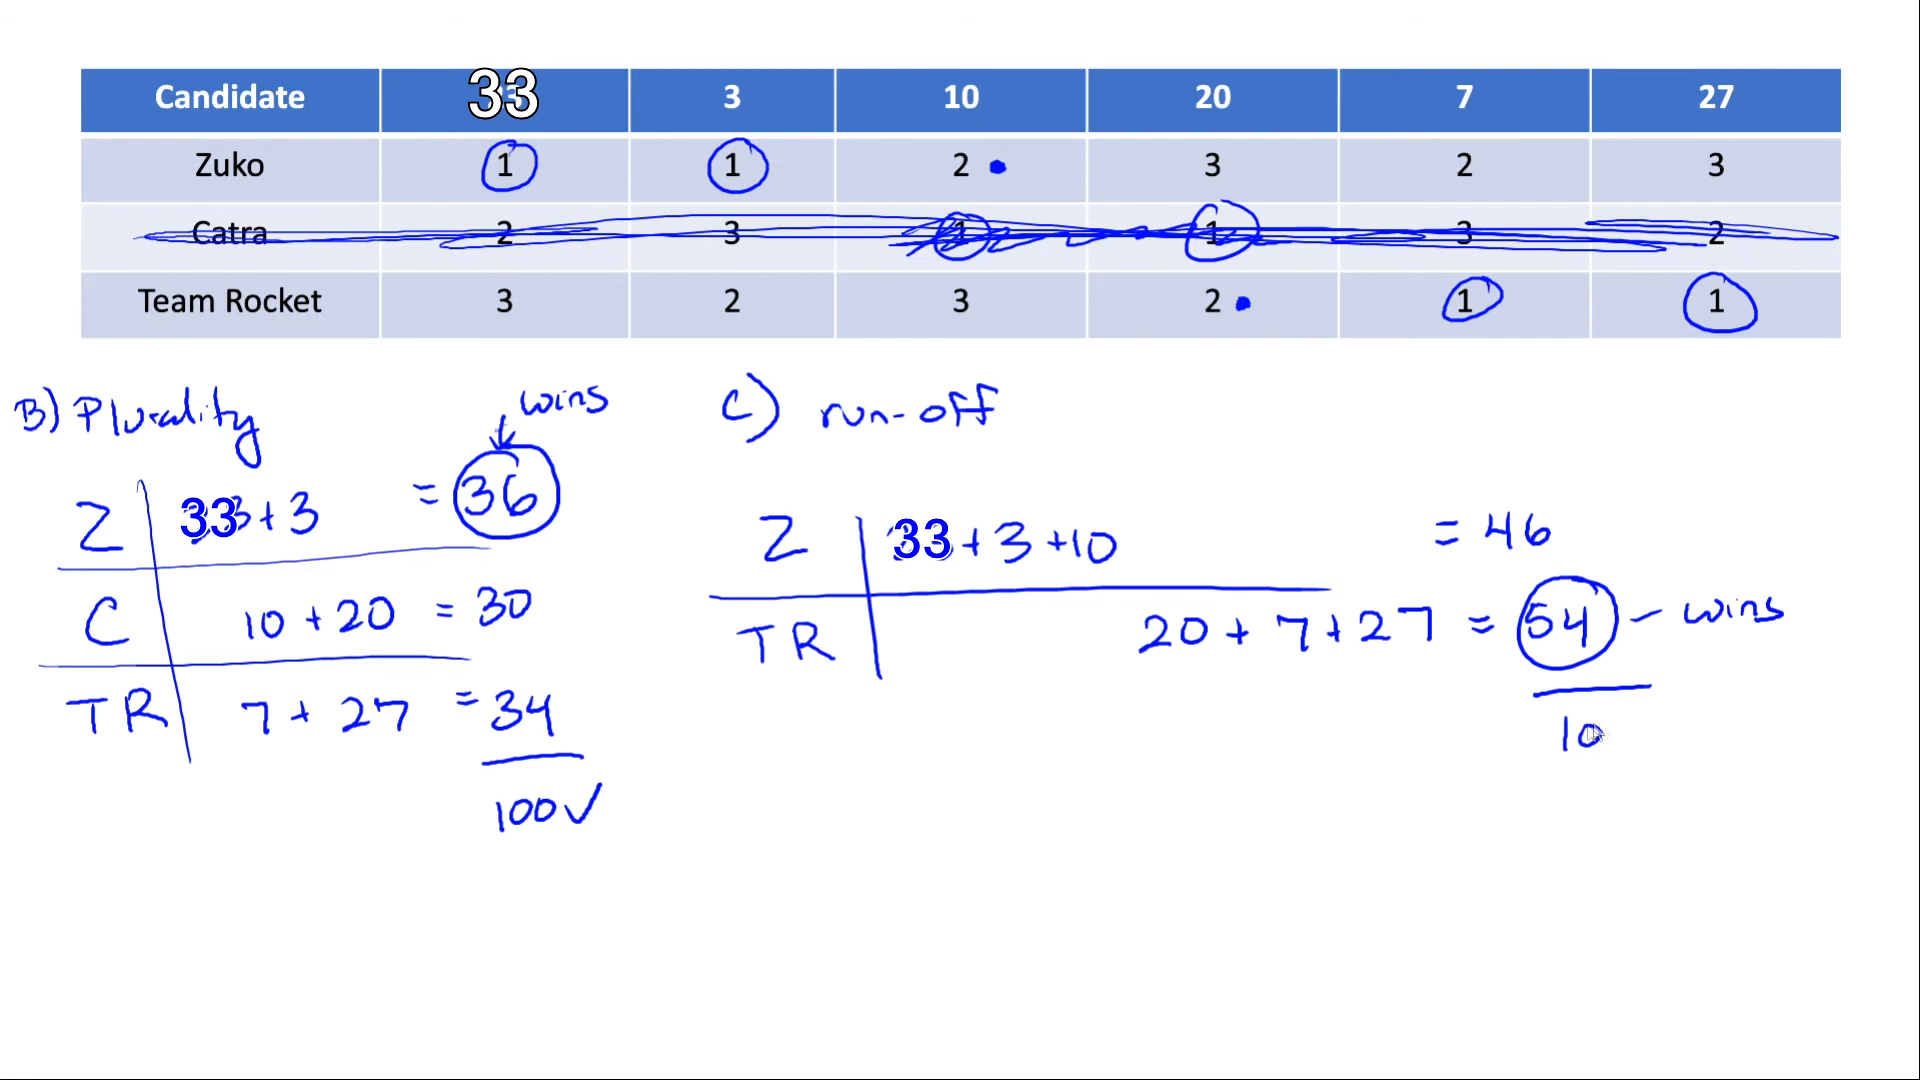 Candidate 33 3 10 20 7 27
Zuko 1 1 2 3 2 3
Catra 2 3 1 1 3 2
Team Rocket 3 2 3 2 1 1
B) Plurality
wins
Z 33 + 3 = 36
C 10 + 20 = 30
TR 7 + 27 = 34
100✓
C) run-off
Z 33 + 3 + 10 = 46
TR 20 + 7 + 27 = 54 – wins
10